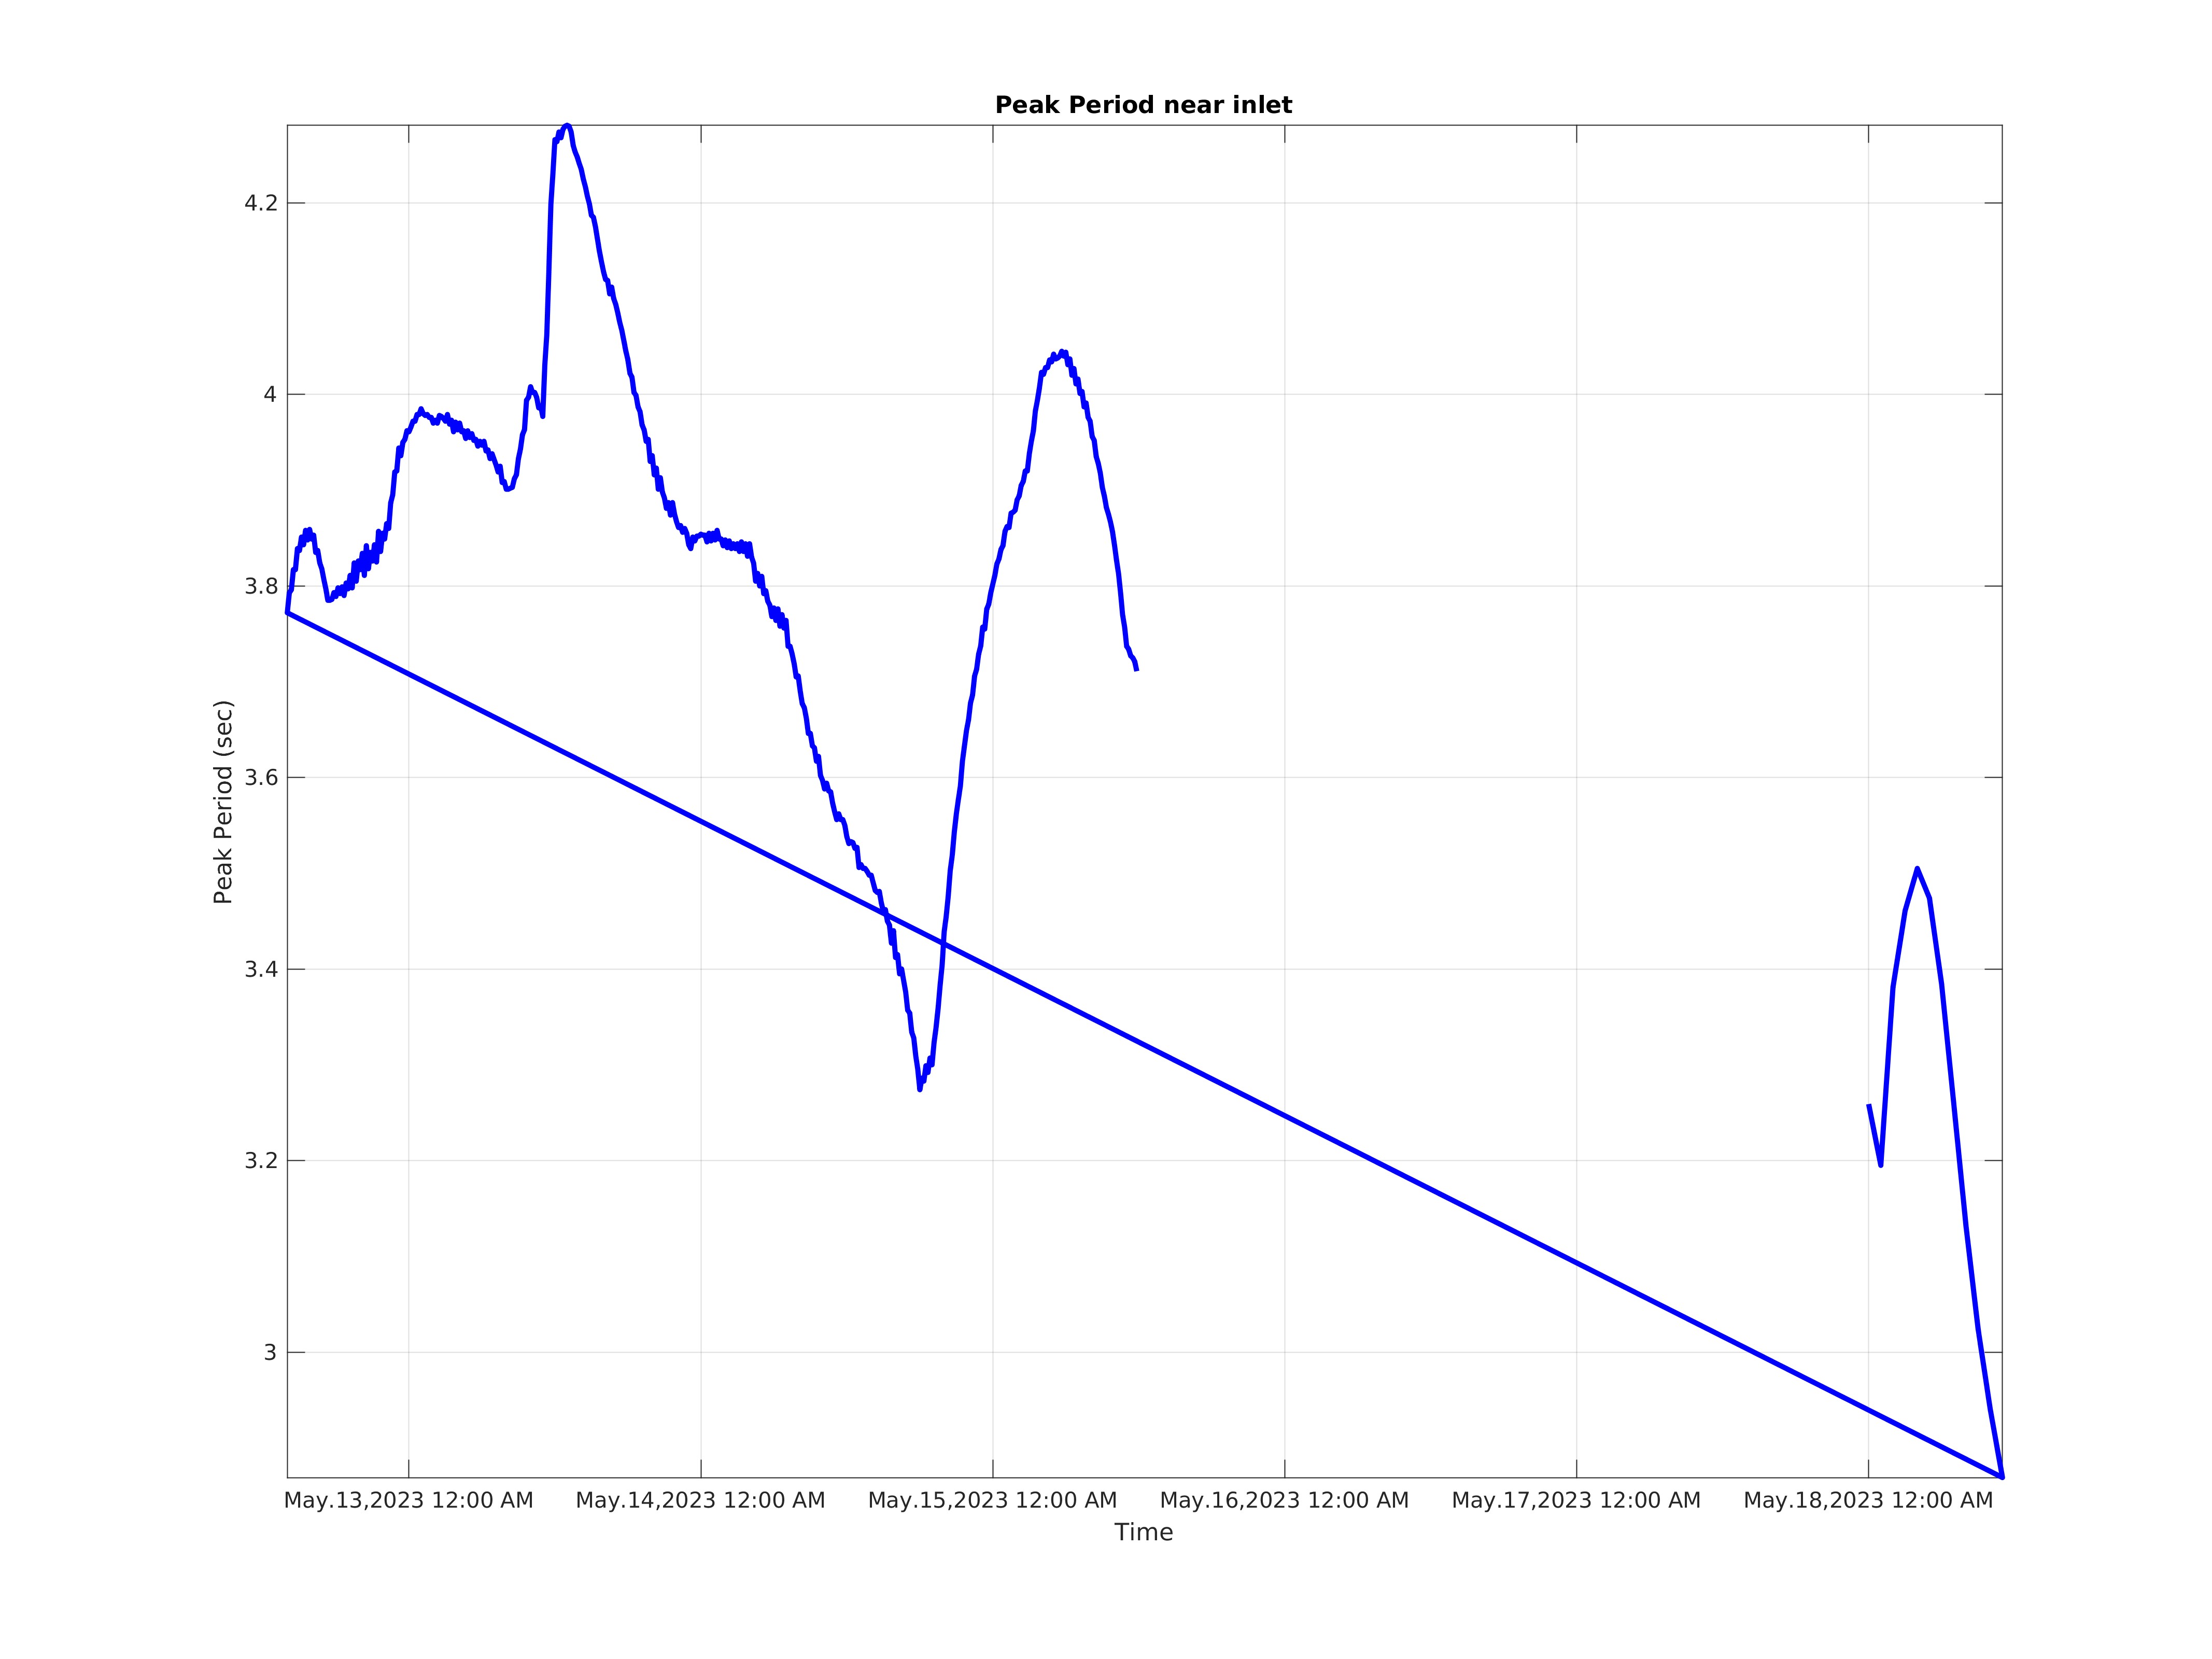 Peak Period near inlet
4.2
4
3.8
3.6
3.4
3.2
3
Peak Period (sec)
May.13,2023 12:00 AM
May.14,2023 12:00 AM
May.15,2023 12:00 AM
May.16,2023 12:00 AM
May.17,2023 12:00 AM
May.18,2023 12:00 AM
Time